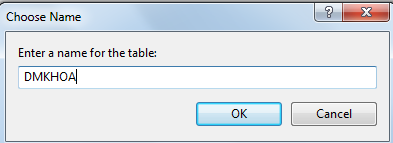 Choose Name
Enter a name for the table:
DMKHOA
OK
Cancel